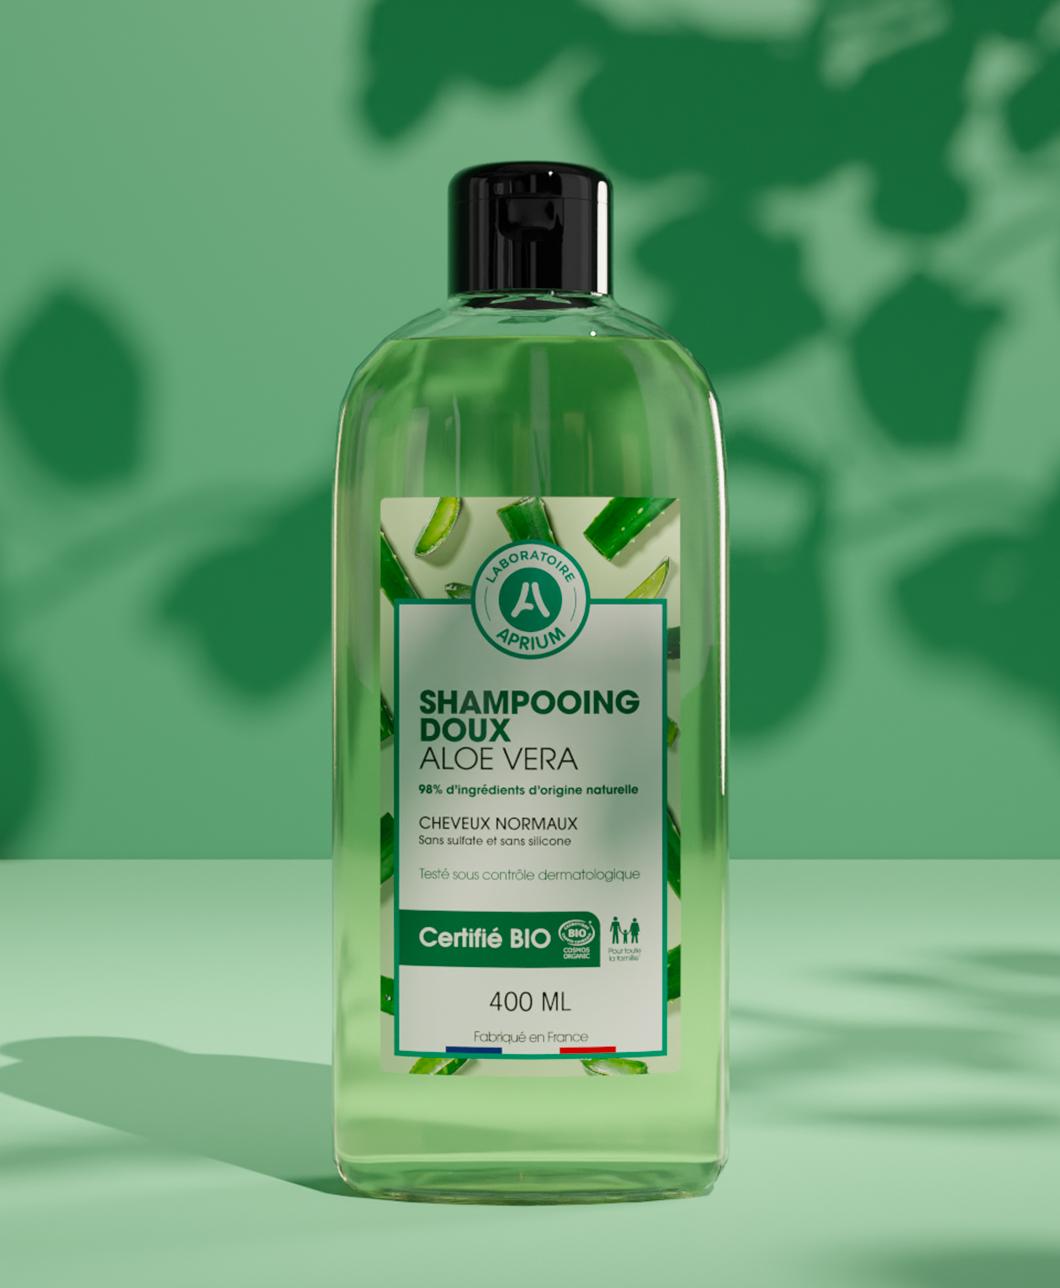 LABORATOIRE
APRIUM
SHAMPOOING
DOUX
ALOE VERA
98% d'ingrédients d'origine naturelle
CHEVEUX NORMAUX
Sans sulfate et sans silicone
Testé sous contrôle dermatologique
Certifié BIO
BIO
COSMOS
ORGANIC
Pour toute
la famille
400 ML
Fabriqué en France